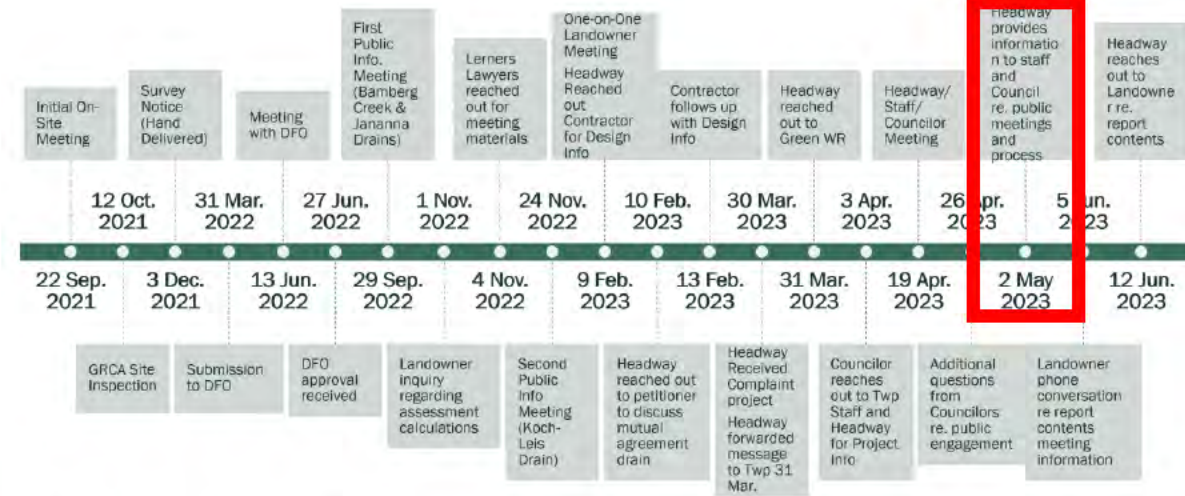 Initial On-
Site
Meeting
Survey
Notice
(Hand
Delivered)
Meeting
with DFO
First
Public
Info.
Meeting
(Bamberg
Creek &
Jananna
Drains)
Lerners
Lawyers
reached
out for
meeting
materials
One-on-One
Landowner
Meeting
Headway
Reached
out
Contractor
for Design
Info
Contractor
follows up
with Design
Info
Headway
reached
out to
Green WR
Headway/
Staff/
Councilor
Meeting
Headway
provides
informatio
n to staff
and
Council
re. public
meetings
and
process
Headway
reaches
out to
Landowne
r re.
report
contents
12 Oct. 31 Mar. 27 Jun. 1 Nov. 24 Nov. 10 Feb. 30 Mar. 3 Apr. 26 Apr. 5 Jun.
2021 2022 2022 2022 2022 2023 2023 2023 2023 2023
22 Sep. 3 Dec. 13 Jun. 29 Sep. 4 Nov. 9 Feb. 13 Feb. 31 Mar. 19 Apr. 2 May 12 Jun.
2021 2021 2022 2022 2022 2023 2023 2023 2023 2023 2023
GRCA Site
Inspection
Submission
to DFO
DFO
approval
received
Landowner
inquiry
regarding
assessment
calculations
Second
Public
Info
Meeting
(Koch-
Leis
Drain)
Headway
reached out
to petitioner
to discuss
mutual
agreement
drain
Headway
Received
Complaint
project
Headway
forwarded
message
to Twp 31
Mar.
Councilor
reaches
out to Twp
Staff and
Headway
for Project
Info
Additional
questions
from
Councilors
re. public
engagement
Landowner
phone
conversation
re report
contents
meeting
information